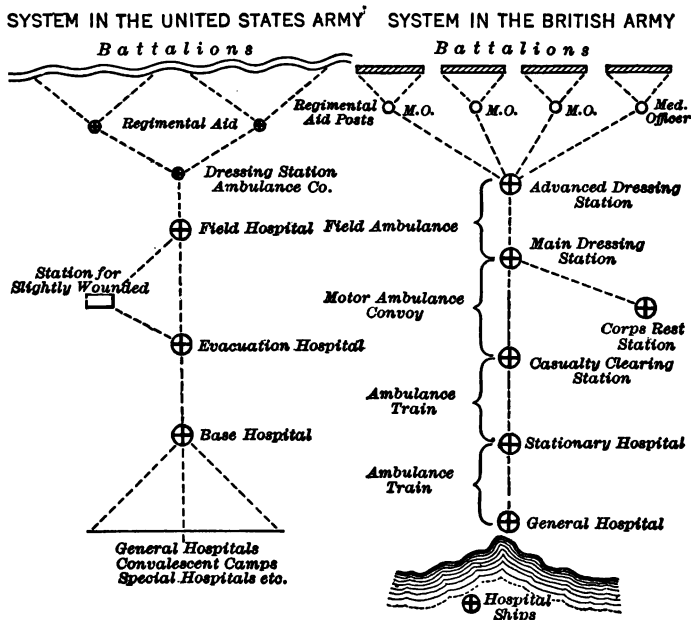 SYSTEM IN THE UNITED STATES ARMY
Battalions
Regimental Aid
Dressing Station
Ambulance Co.
Field Hospital
Station for
Slightly Wounded
Evacuation Hospital
Base Hospital
General Hospitals
Convalescent Camps
Special Hospitals etc.
SYSTEM IN THE BRITISH ARMY
Battalions
Regimental
Aid Posts
M.O.
M.O.
M.O.
Med.
Officer
Advanced Dressing
Station
Field Ambulance
Main Dressing
Station
Motor Ambulance
Convoy
Corps Rest
Station
Casualty Clearing
Station
Ambulance
Train
Stationary Hospital
Ambulance
Train
General Hospital
Hospital
Ships